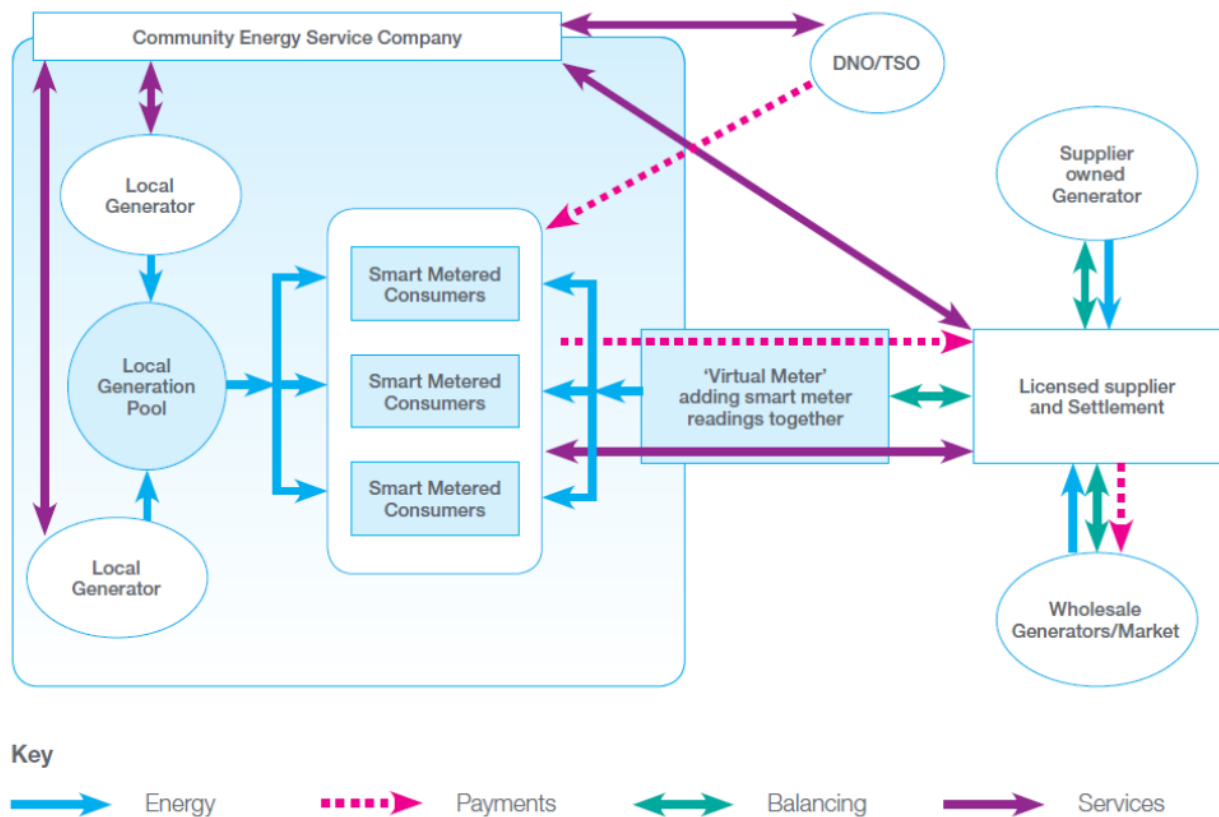 Community Energy Service Company
DNO/TSO
Local
Generator
Supplier
owned
Generator
Smart Metered
Consumers
Local
Generation
Pool
Smart Metered
Consumers
'Virtual Meter'
adding smart meter
readings together
Licensed supplier
and Settlement
Smart Metered
Consumers
Local
Generator
Wholesale
Generators/Market
Key
Energy
Payments
Balancing
Services